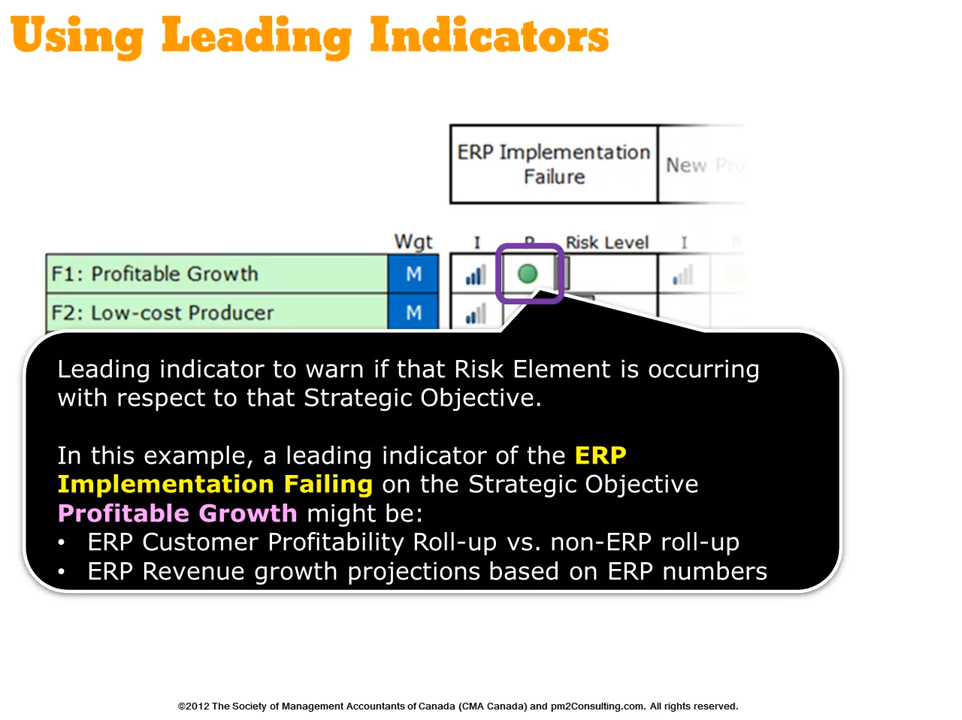 Using Leading Indicators
ERP Implementation
Failure
New
Wgt
I
Risk Level
I
F1: Profitable Growth
M
F2: Low-cost Producer
M
Leading indicator to warn if that Risk Element is occurring
with respect to that Strategic Objective.
In this example, a leading indicator of the ERP
Implementation Failing on the Strategic Objective
Profitable Growth might be:
• ERP Customer Profitability Roll-up vs. non-ERP roll-up
• ERP Revenue growth projections based on ERP numbers
©2012 The Society of Management Accountants of Canada (CMA Canada) and pm2Consulting.com. All rights reserved.